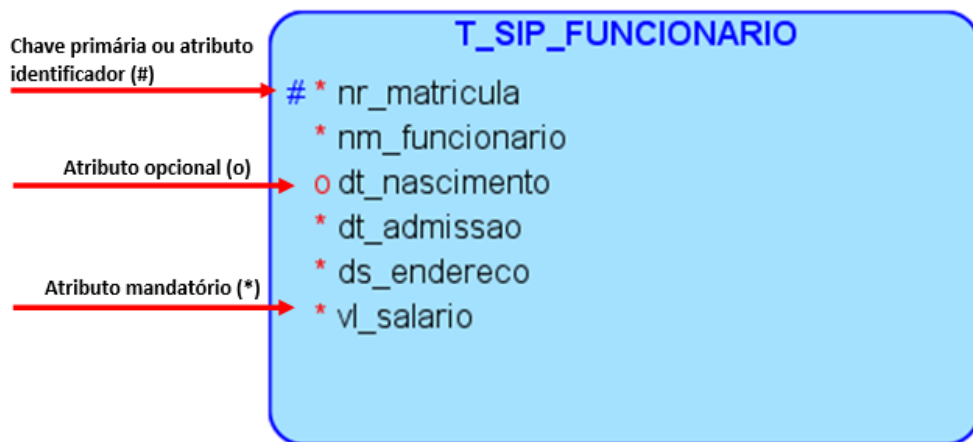 T_SIP_FUNCIONARIO
Chave primária ou atributo
identificador (#)
# * nr_matricula
* nm_funcionario
Atributo opcional (o)
o dt_nascimento
* dt_admissao
* ds_endereco
Atributo mandatório (*)
* vl_salario